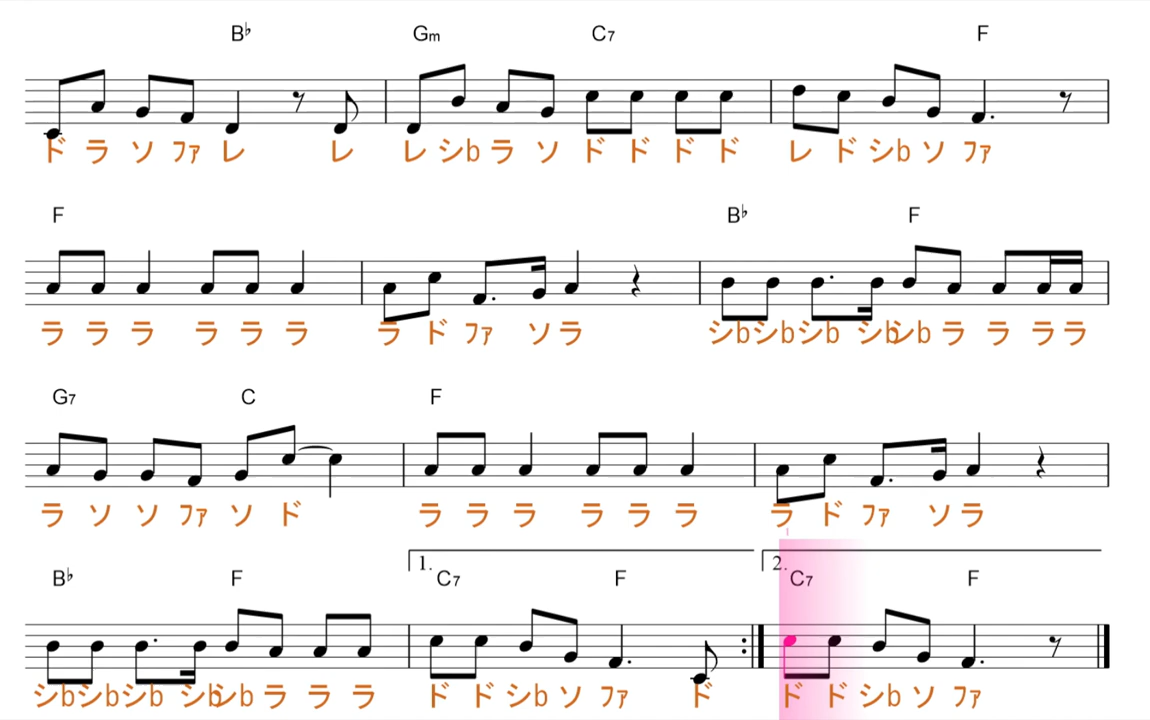 B♭ Gm C7 F
ド ラ ソ ファ レ レ レ シb ラ ソ ド ド ド ド レ ド シb ソ ファ
F B♭ F
ラ ラ ラ ラ ラ ラ ラ ド ファ ソ ラ シb シb シb シb シb ラ ラ ラ ラ
G7 C F
ラ ソ ソ ファ ソ ド ラ ラ ラ ラ ラ ラ ラ ド ファ ソ ラ
1. 2.
B♭ F C7 F C7 F
シb シb シb シb シb ラ ラ ラ ド ド シb ソ ファ ド ド ド シb ソ ファ